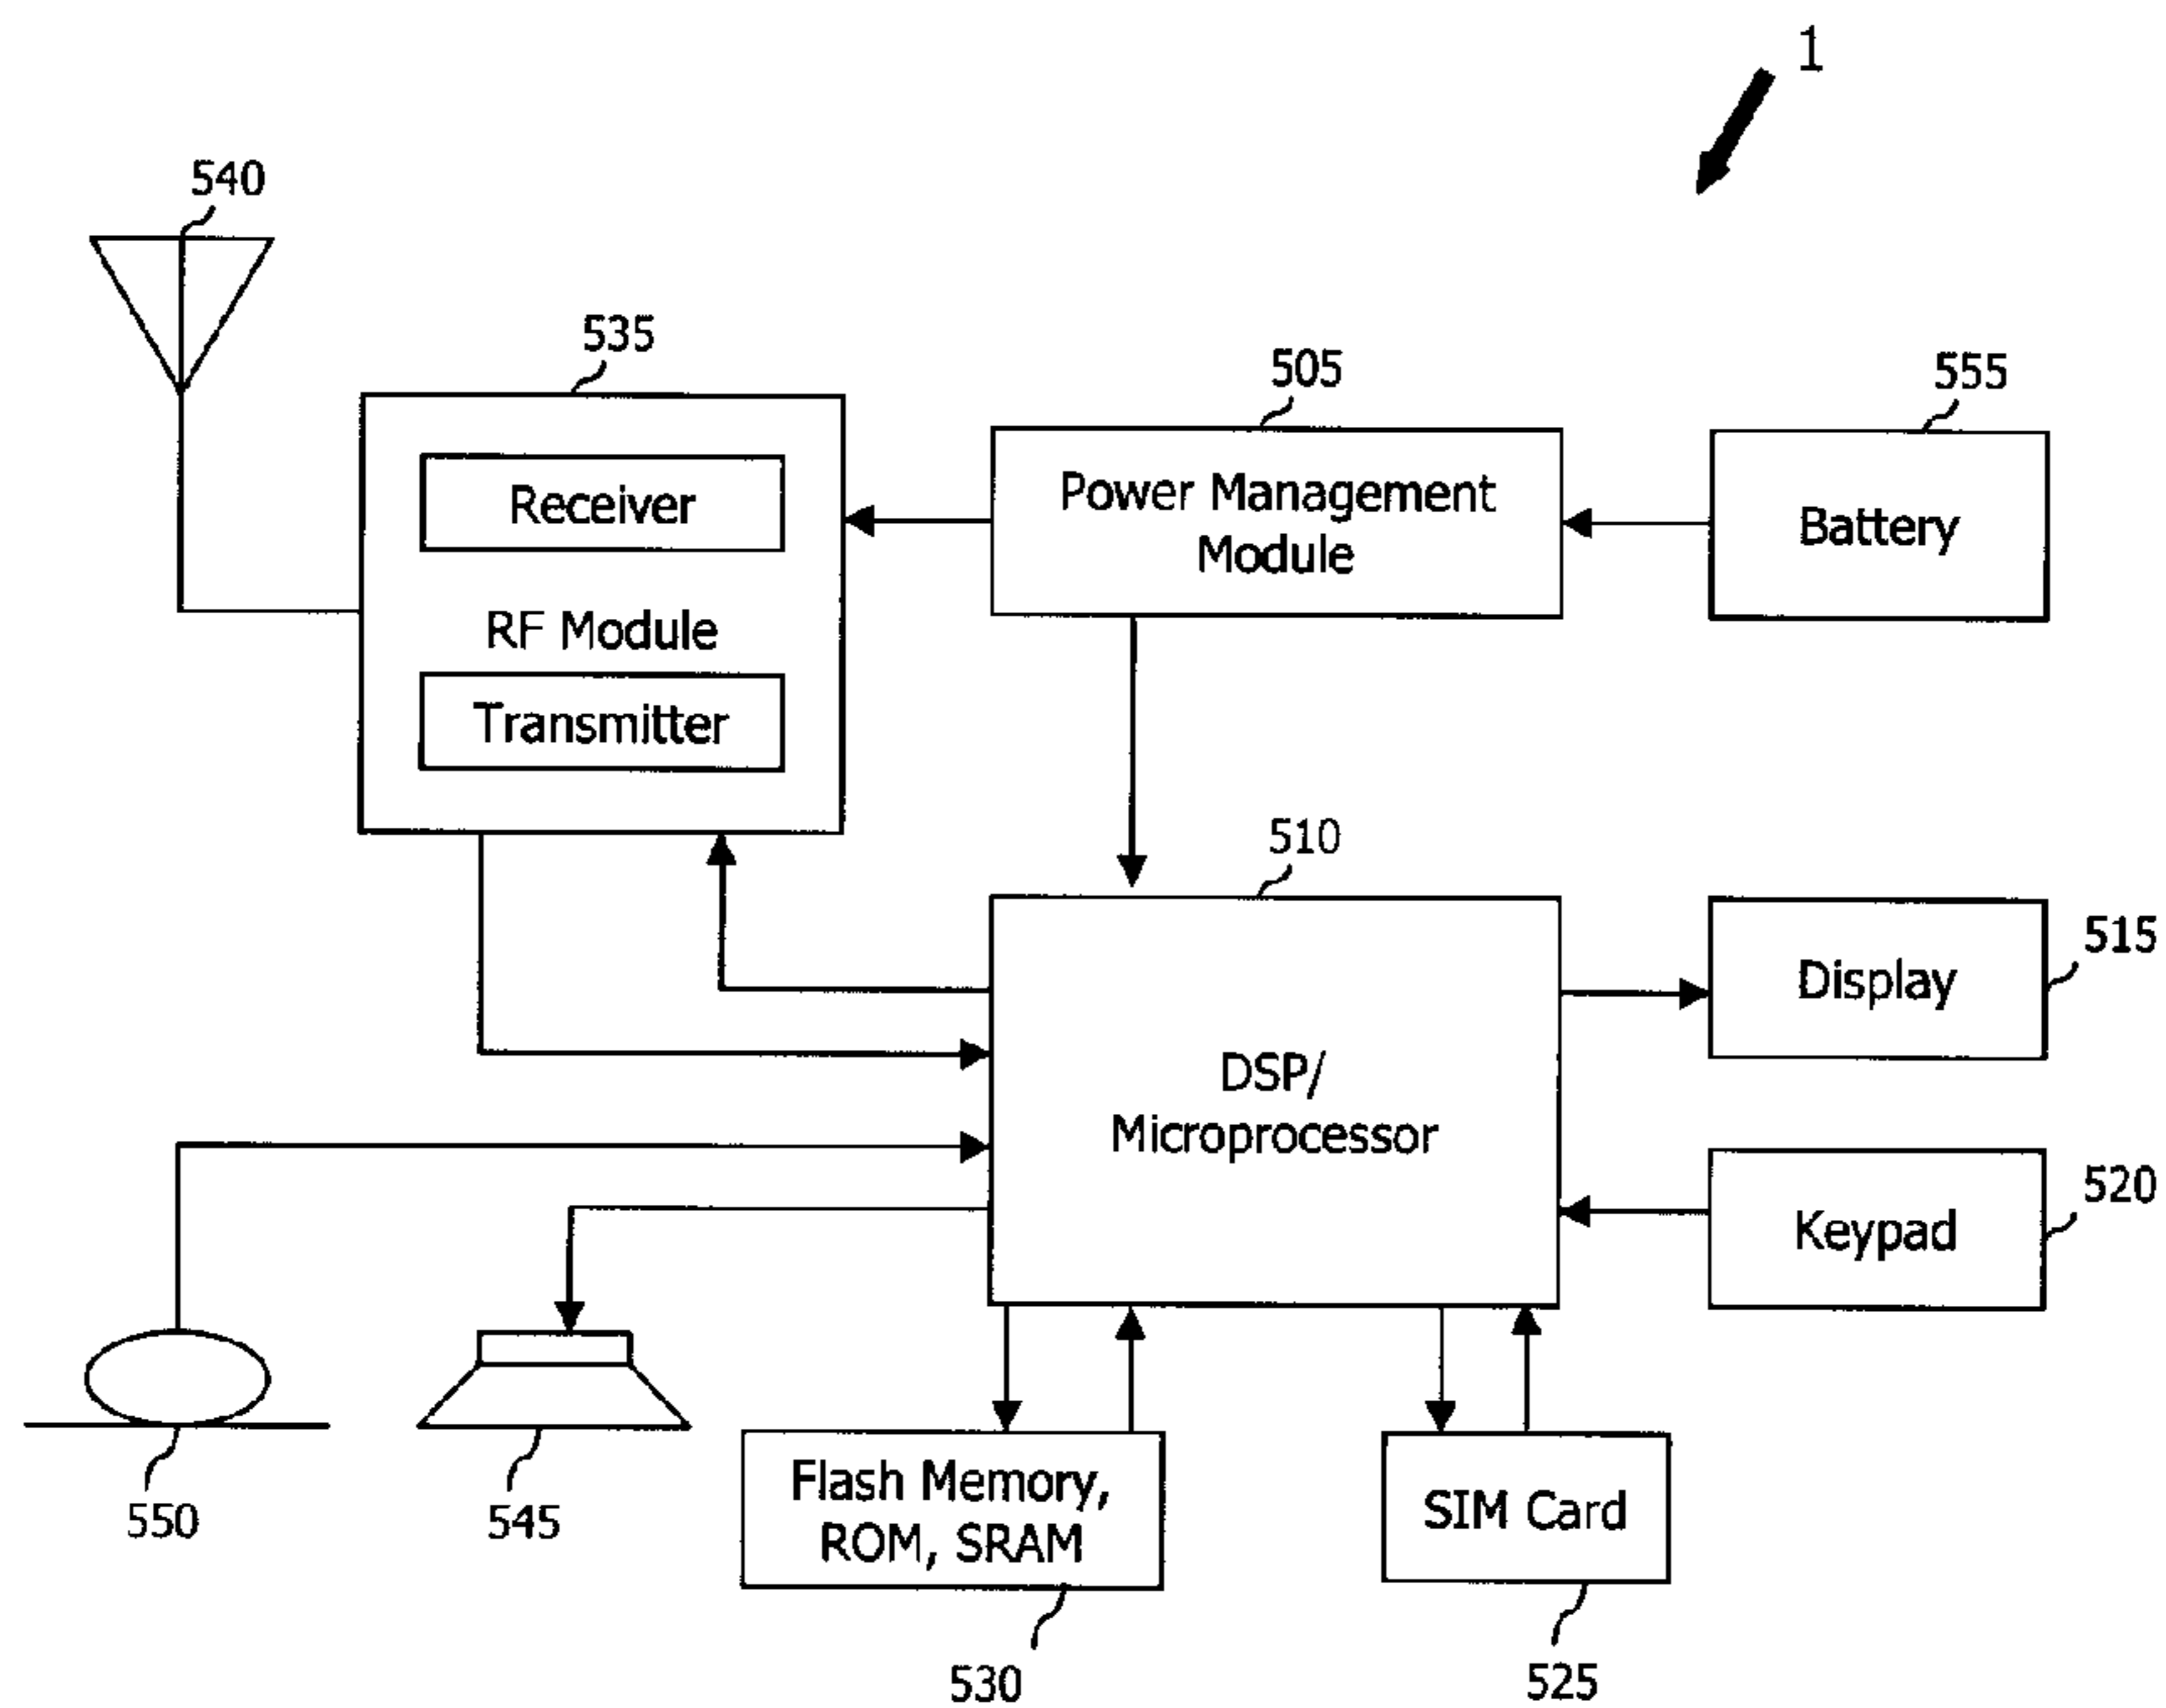 1
540
535
505
555
Receiver
Power Management
Module
Battery
RF Module
Transmitter
510
515
Display
DSP/
Microprocessor
520
Keypad
550
545
Flash Memory,
ROM, SRAM
SIM Card
530
525